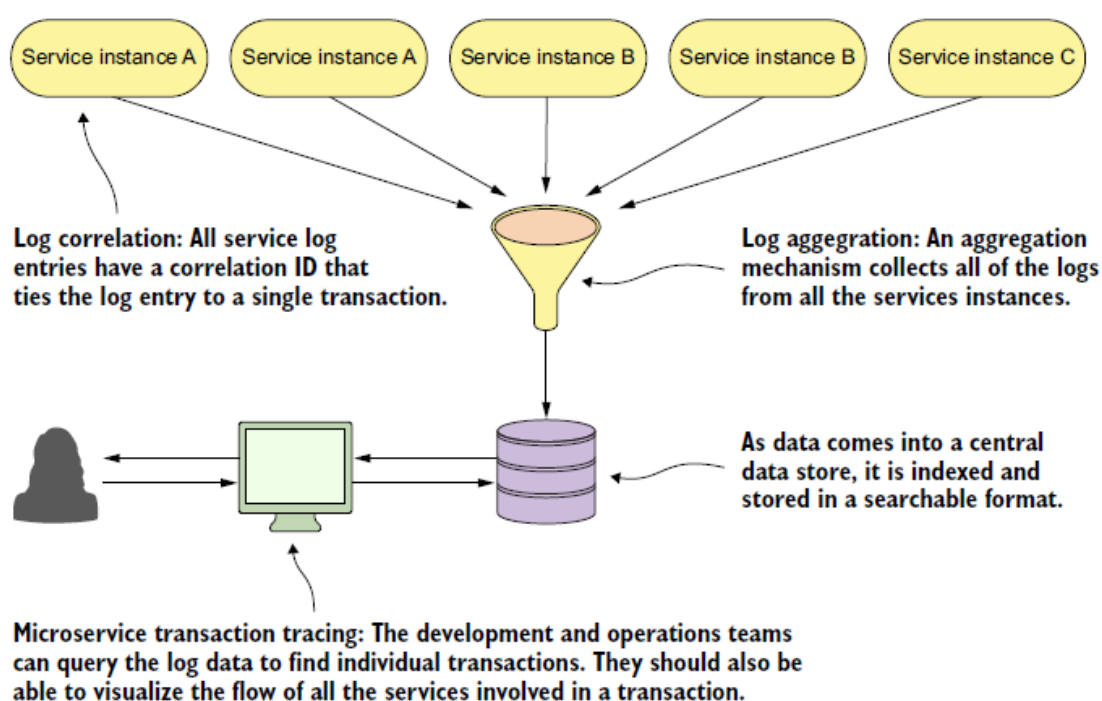 Service instance A
Service instance A
Service instance B
Service instance B
Service instance C
Log correlation: All service log
entries have a correlation ID that
ties the log entry to a single transaction.
Log aggegration: An aggregation
mechanism collects all of the logs
from all the services instances.
As data comes into a central
data store, it is indexed and
stored in a searchable format.
Microservice transaction tracing: The development and operations teams
can query the log data to find individual transactions. They should also be
able to visualize the flow of all the services involved in a transaction.